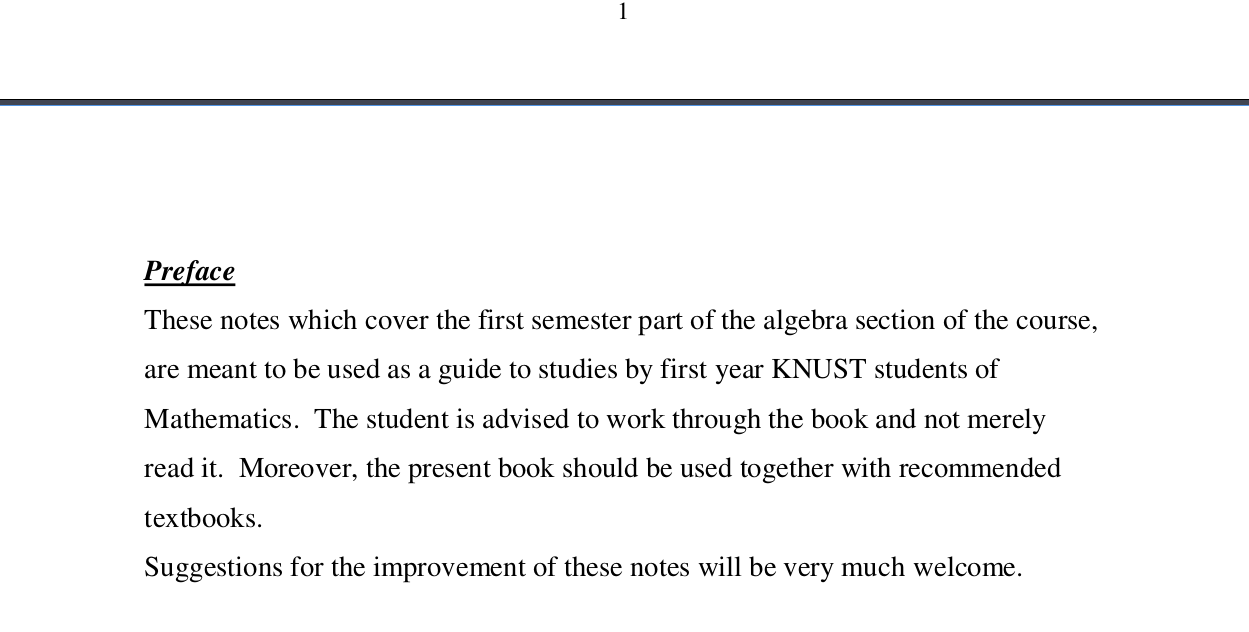 1
Preface
These notes which cover the first semester part of the algebra section of the course,
are meant to be used as a guide to studies by first year KNUST students of
Mathematics.  The student is advised to work through the book and not merely
read it.  Moreover, the present book should be used together with recommended
textbooks.
Suggestions for the improvement of these notes will be very much welcome.